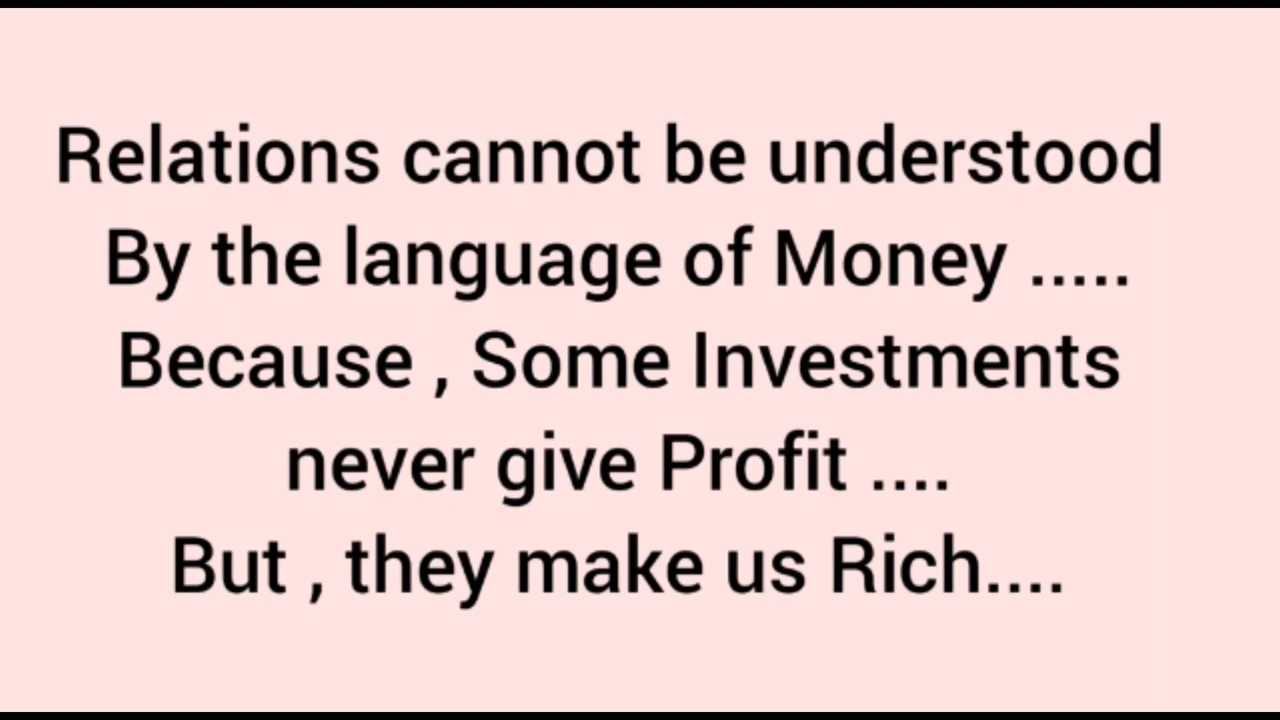 Relations cannot be understood
By the language of Money .....
Because , Some Investments
never give Profit ....
But , they make us Rich....